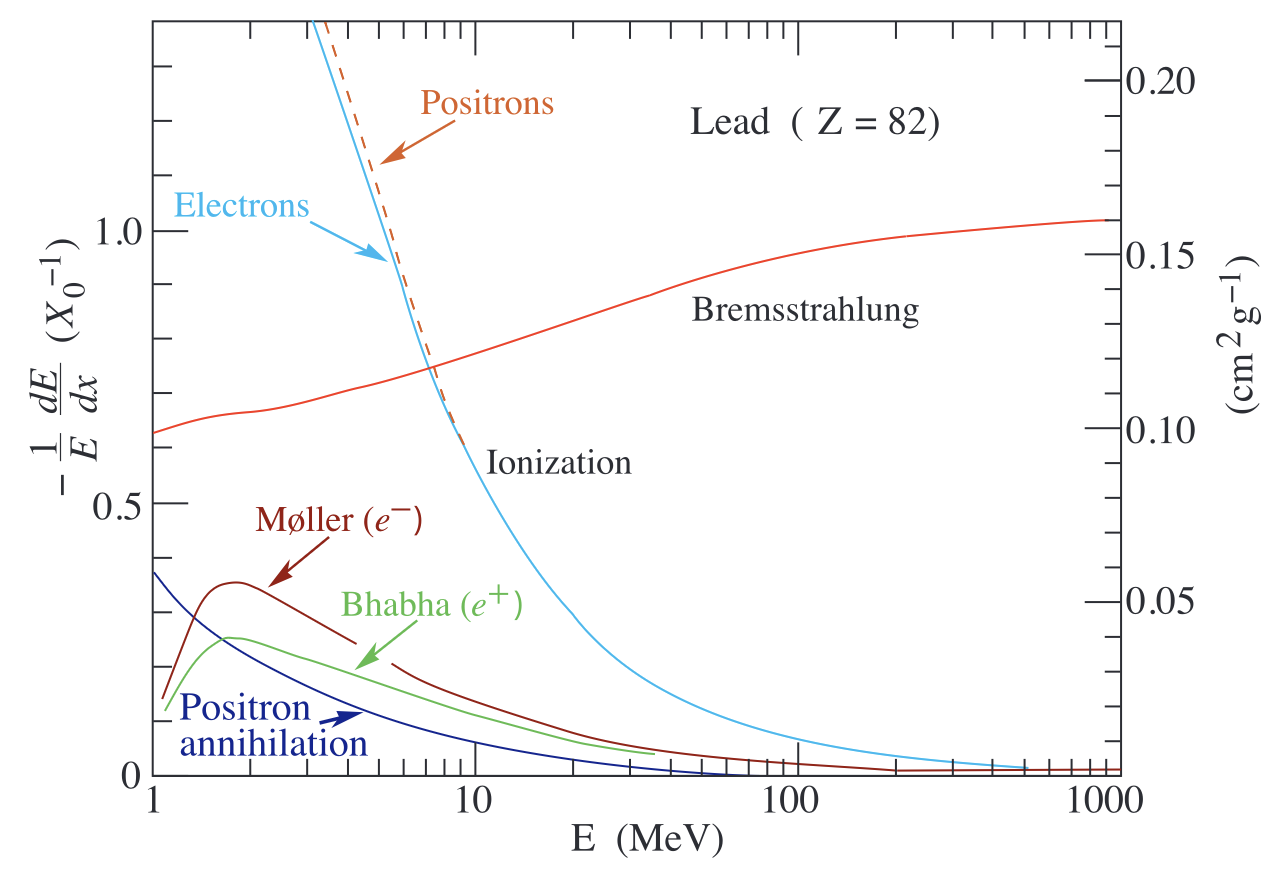 Positrons
Lead ( Z = 82)
0.20
Electrons
1.0
0.15
Bremsstrahlung
− 1/E dE/dx (X₀⁻¹)
(cm² g⁻¹)
0.10
Ionization
0.5
Møller (e−)
Bhabha (e+)
0.05
Positron
annihilation
0
1
10
100
1000
E (MeV)